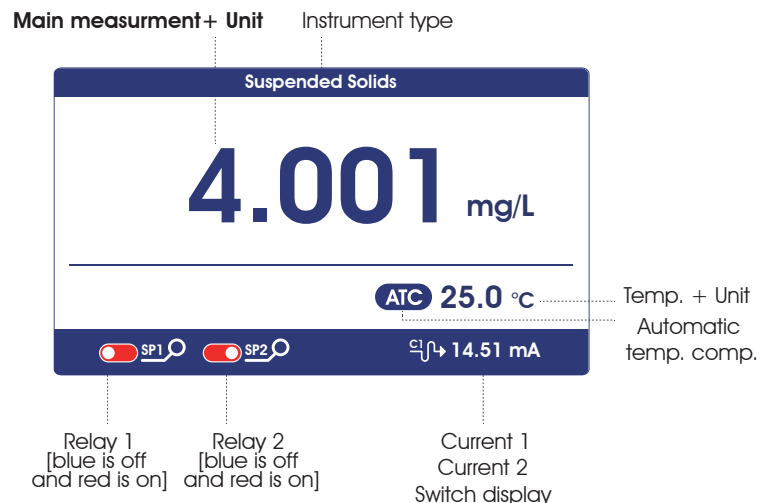 Main measurment+ Unit
Instrument type
Suspended Solids
4.001 mg/L
ATC 25.0 °C
Temp. + Unit
Automatic
temp. comp.
SP1
SP2
C1 14.51 mA
Relay 1
[blue is off
and red is on]
Relay 2
[blue is off
and red is on]
Current 1
Current 2
Switch display